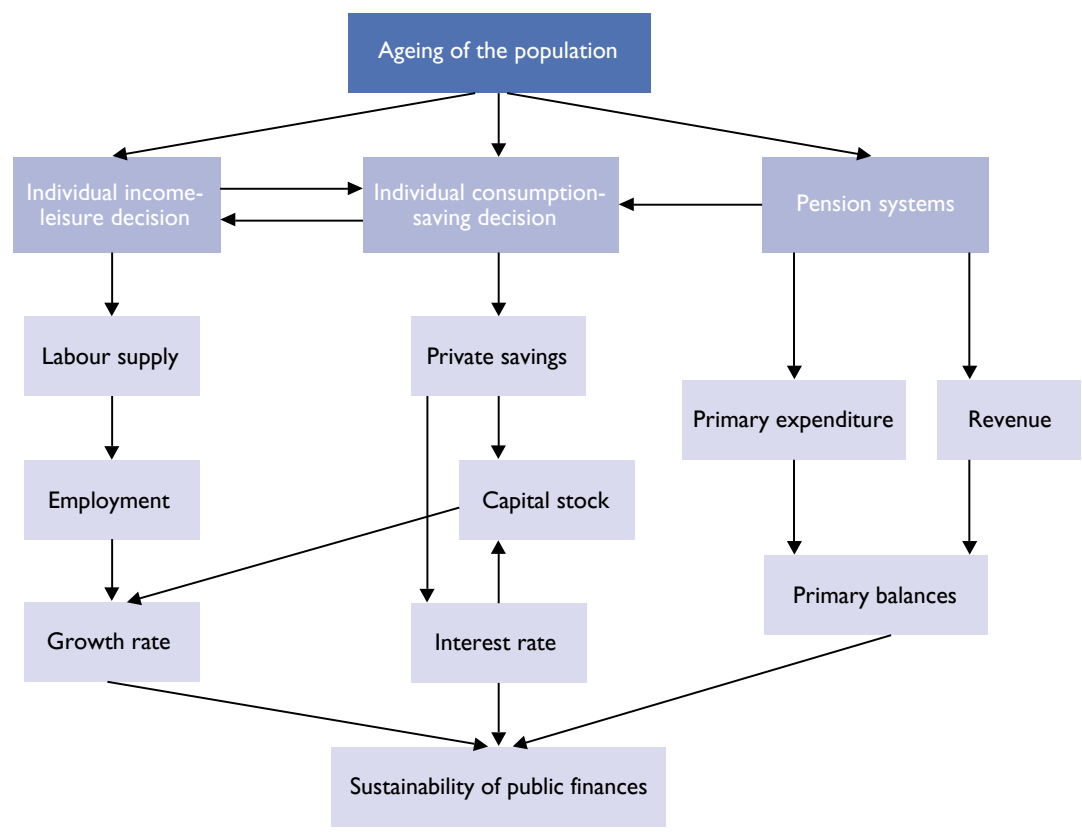 Ageing of the population
Individual income-
leisure decision
Individual consumption-
saving decision
Pension systems
Labour supply
Private savings
Primary expenditure
Revenue
Employment
Capital stock
Primary balances
Growth rate
Interest rate
Sustainability of public finances